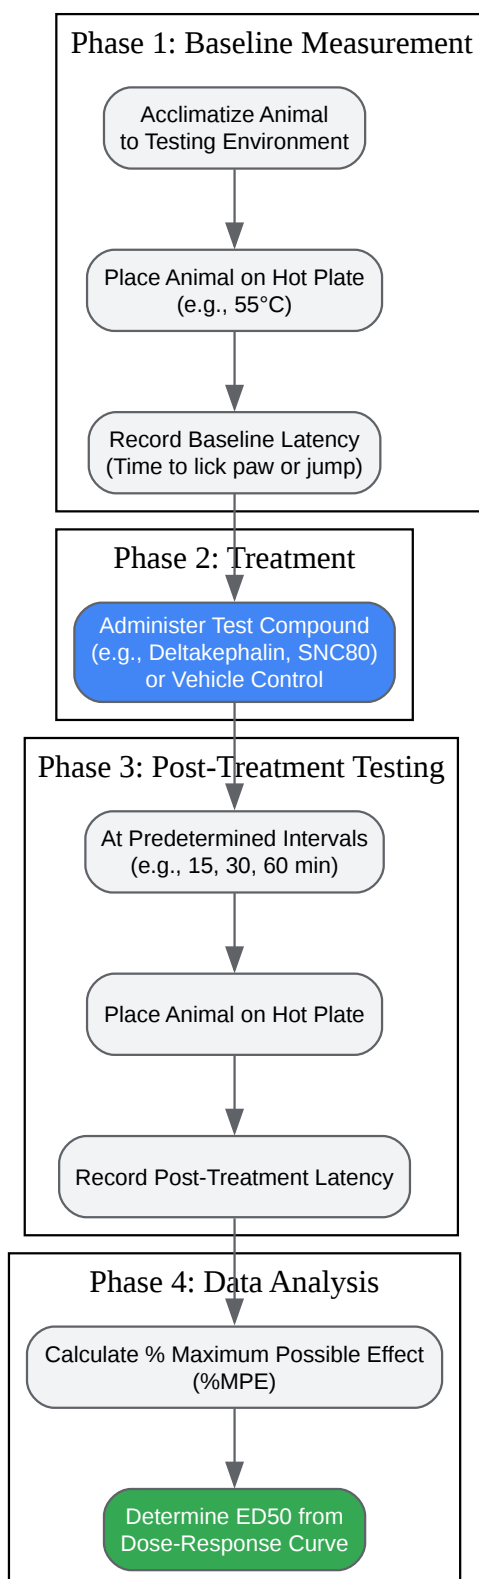 Phase 1: Baseline Measurement
Acclimatize Animal
to Testing Environment
Place Animal on Hot Plate
(e.g., 55°C)
Record Baseline Latency
(Time to lick paw or jump)
Phase 2: Treatment
Administer Test Compound
(e.g., Deltakephalin, SNC80)
or Vehicle Control
Phase 3: Post-Treatment Testing
At Predetermined Intervals
(e.g., 15, 30, 60 min)
Place Animal on Hot Plate
Record Post-Treatment Latency
Phase 4: Data Analysis
Calculate % Maximum Possible Effect
(%MPE)
Determine ED50 from
Dose-Response Curve